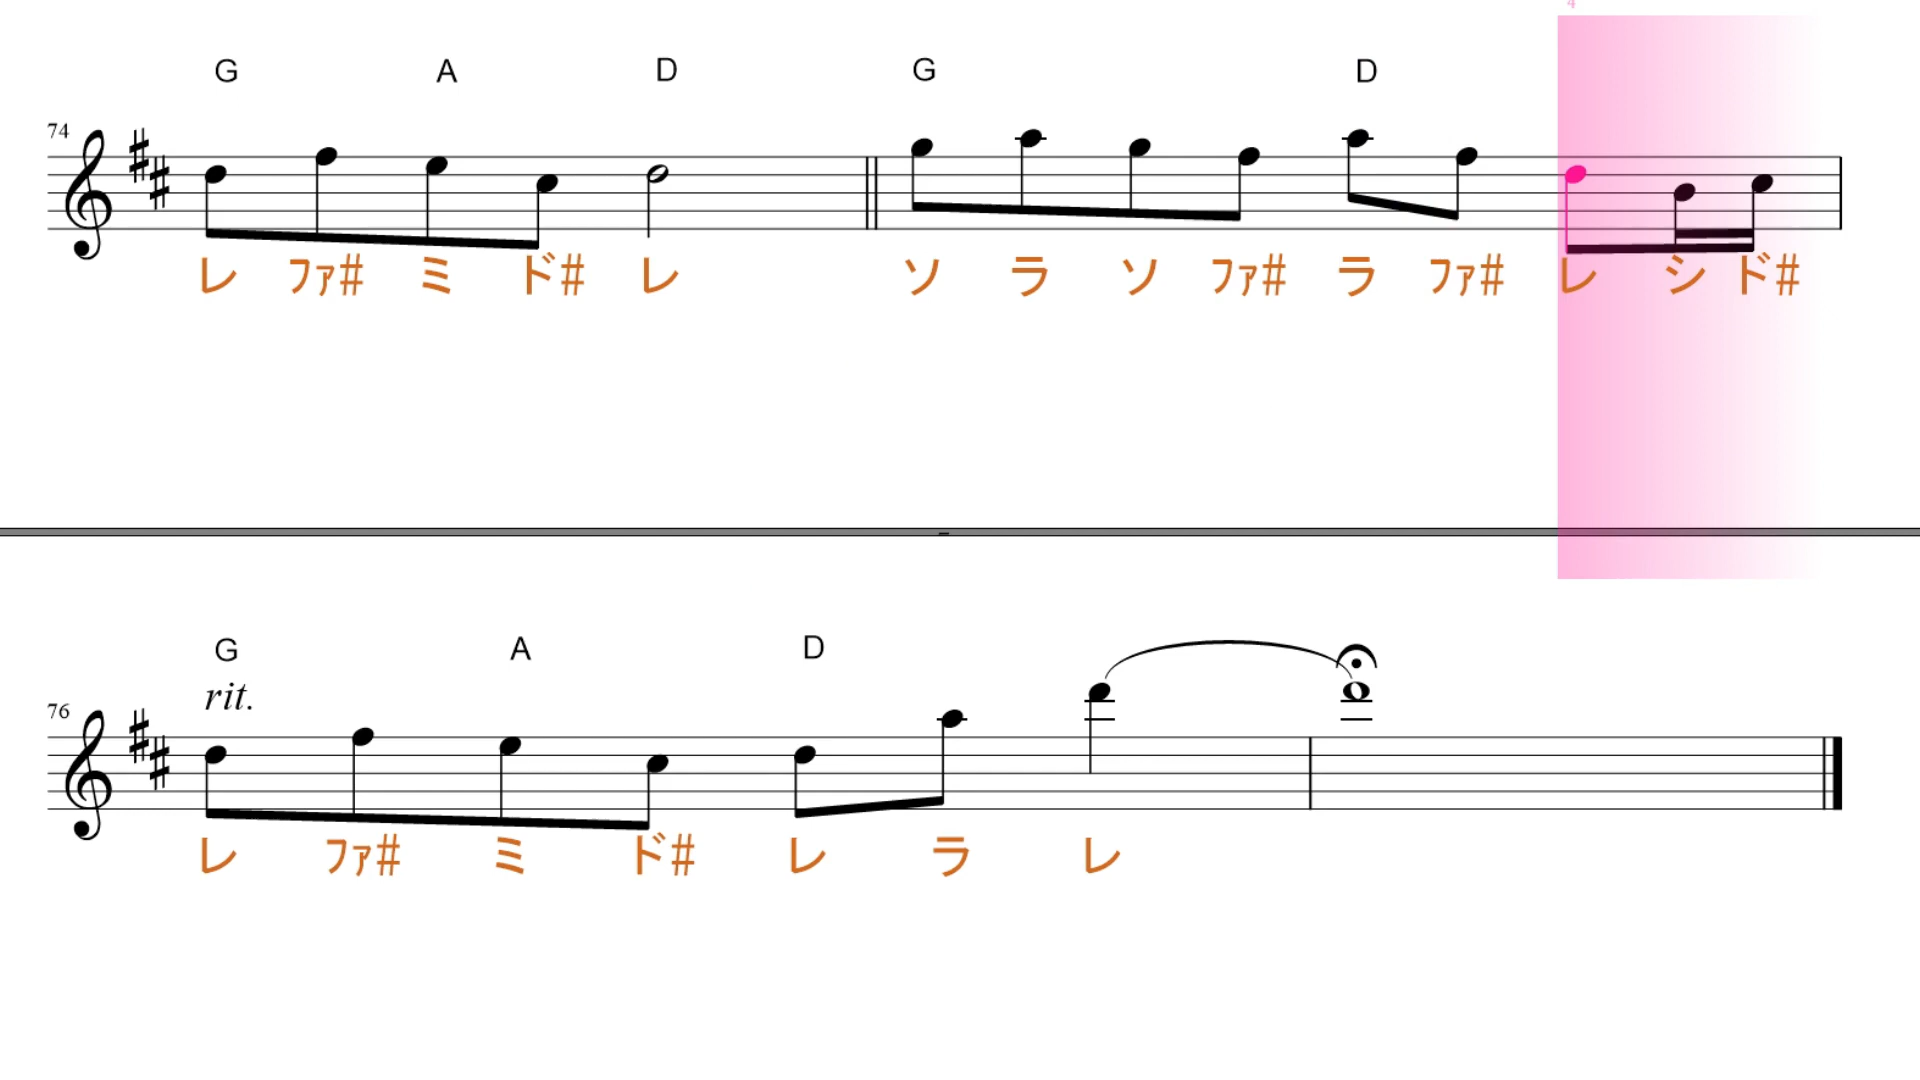 4
G A D G D
74
レ ﾌｧ# ミ ド# レ ソ ラ ソ ﾌｧ# ラ ﾌｧ# レ シ ド#
G A D
rit.
76
レ ﾌｧ# ミ ド# レ ラ レ